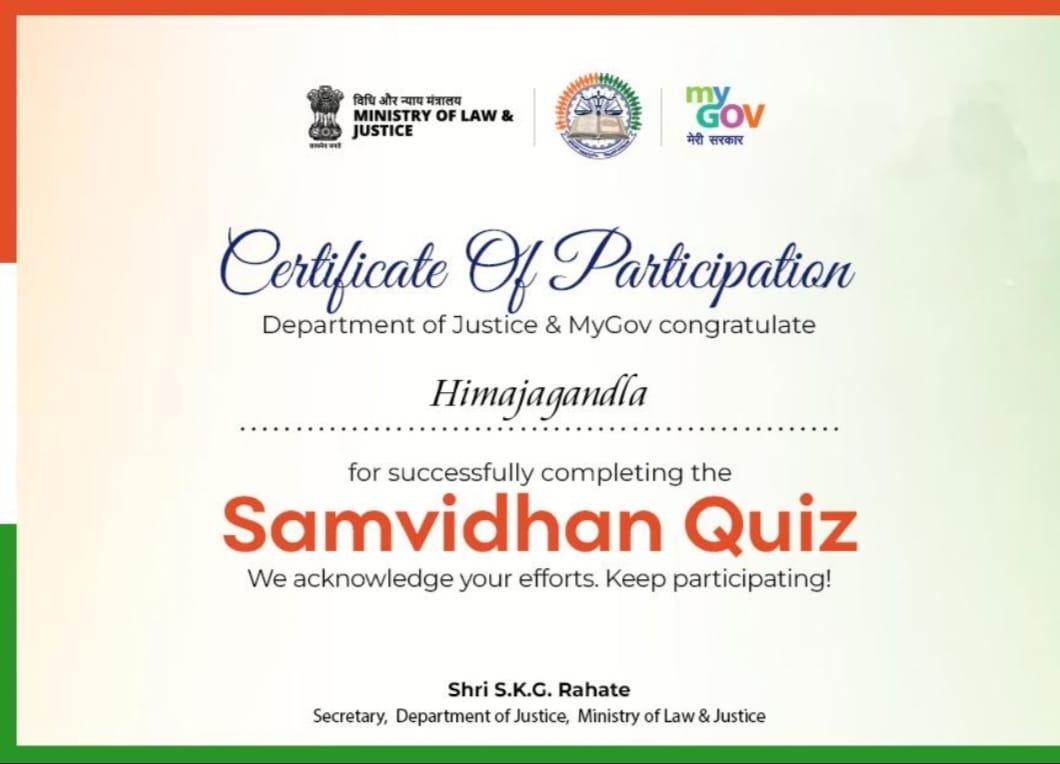 विधि और न्याय मंत्रालय
MINISTRY OF LAW &
JUSTICE
सत्यमेव जयते
my
GOV
मेरी सरकार
Certificate Of Participation
Department of Justice & MyGov congratulate
Himajagandla
for successfully completing the
Samvidhan Quiz
We acknowledge your efforts. Keep participating!
Shri S.K.G. Rahate
Secretary, Department of Justice, Ministry of Law & Justice